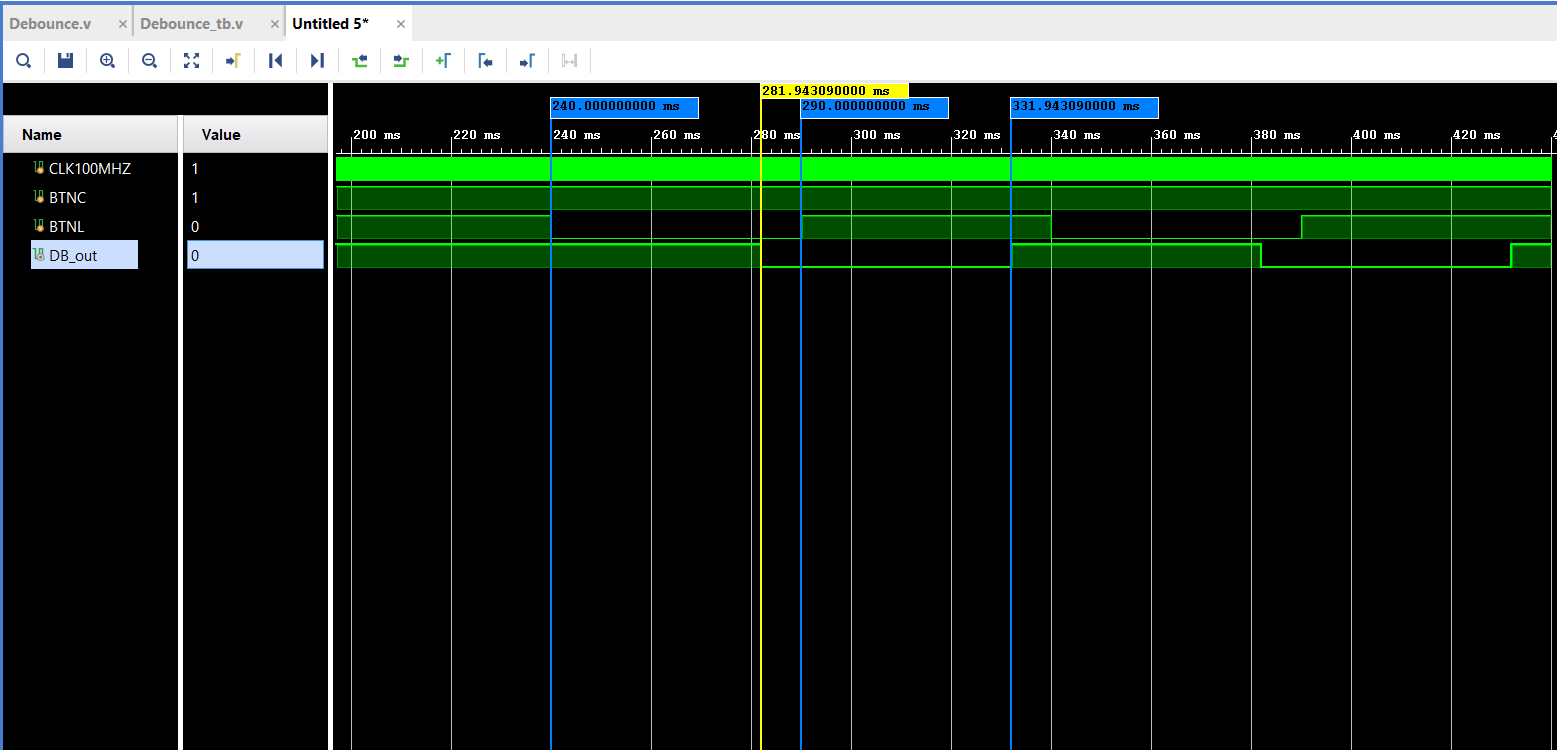 Debounce.v × Debounce_tb.v × Untitled 5* ×
281.943090000 ms
240.000000000 ms 290.000000000 ms 331.943090000 ms
Name Value 200 ms 220 ms 240 ms 260 ms 280 ms 300 ms 320 ms 340 ms 360 ms 380 ms 400 ms 420 ms
CLK100MHZ 1
BTNC 1
BTNL 0
DB_out 0